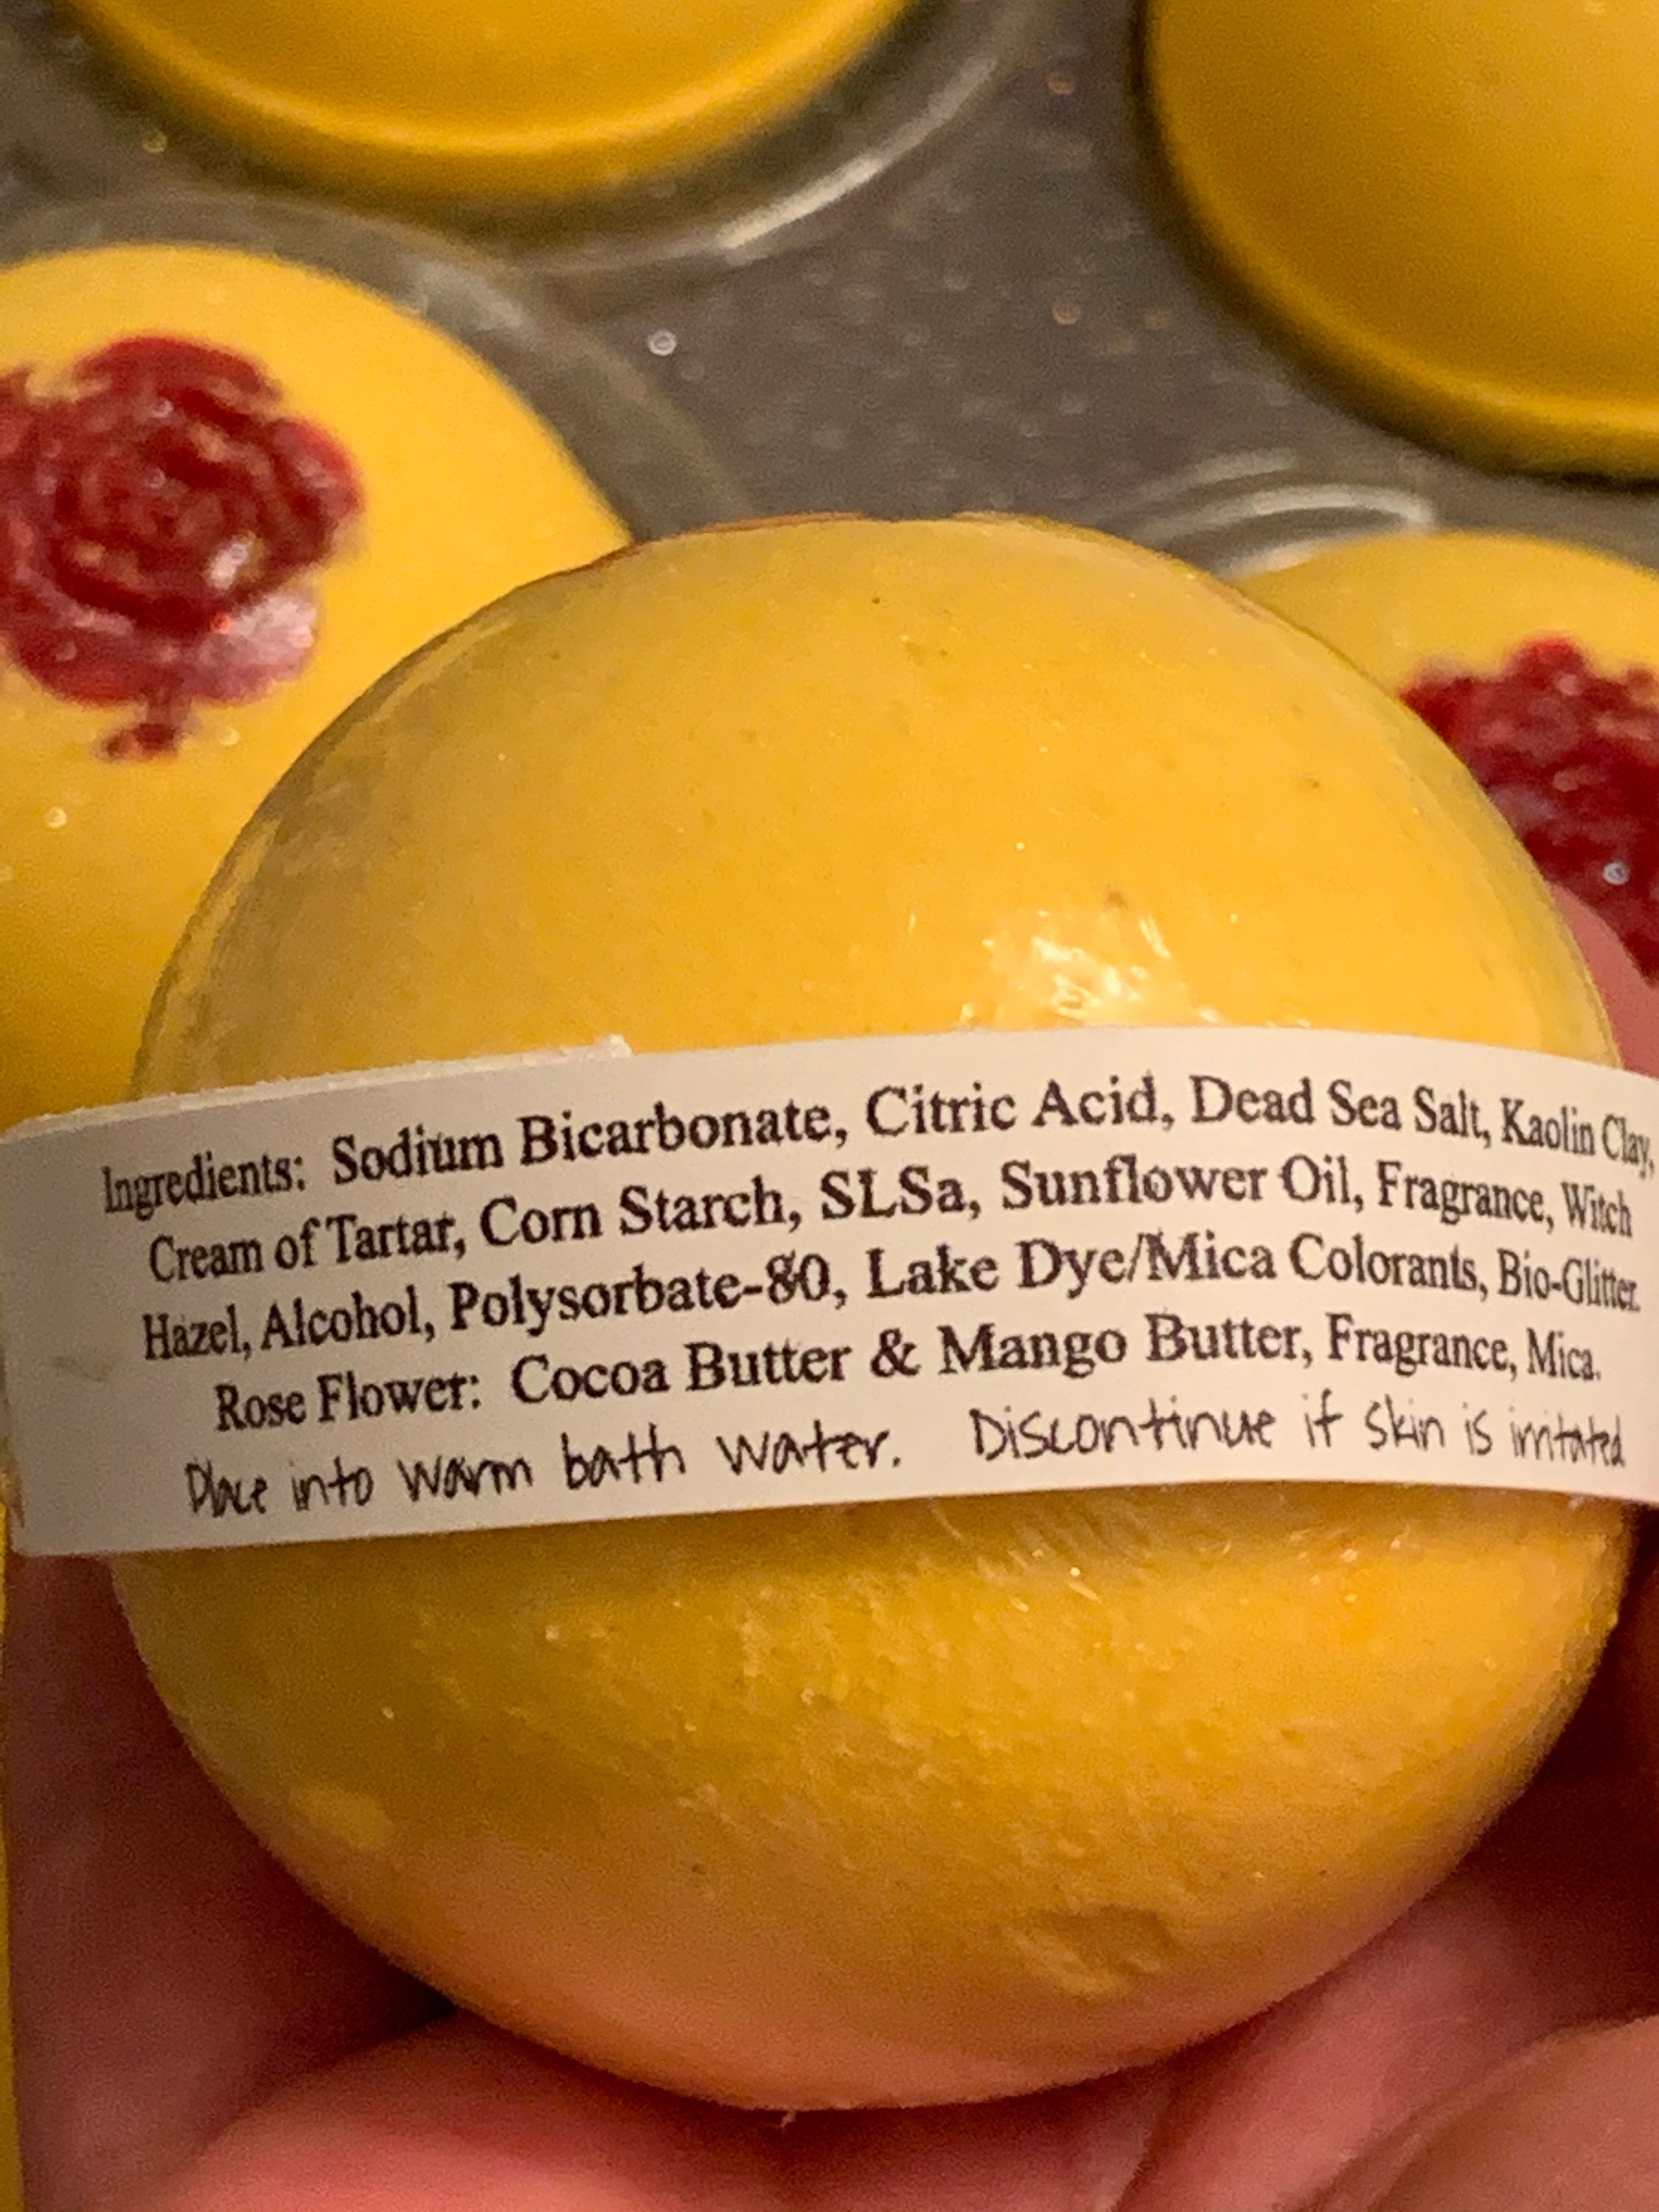 Ingredients: Sodium Bicarbonate, Citric Acid, Dead Sea Salt, Kaolin Clay,
Cream of Tartar, Corn Starch, SLSa, Sunflower Oil, Fragrance, Witch
Hazel, Alcohol, Polysorbate-80, Lake Dye/Mica Colorants, Bio-Glitter.
Rose Flower: Cocoa Butter & Mango Butter, Fragrance, Mica.
Place into warm bath water. Discontinue if skin is irritated